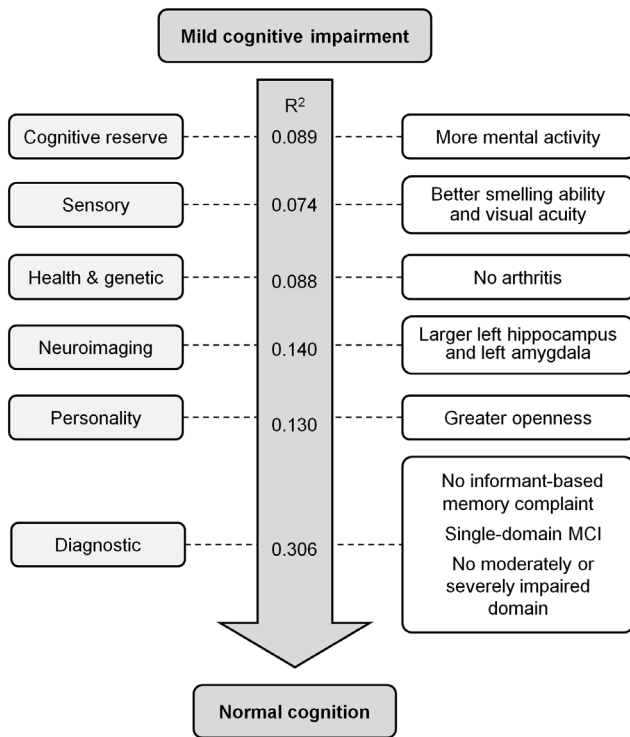 Mild cognitive impairment
R²
Cognitive reserve
0.089
More mental activity
Sensory
0.074
Better smelling ability
and visual acuity
Health & genetic
0.088
No arthritis
Neuroimaging
0.140
Larger left hippocampus
and left amygdala
Personality
0.130
Greater openness
Diagnostic
0.306
No informant-based
memory complaint
Single-domain MCI
No moderately or
severely impaired
domain
Normal cognition